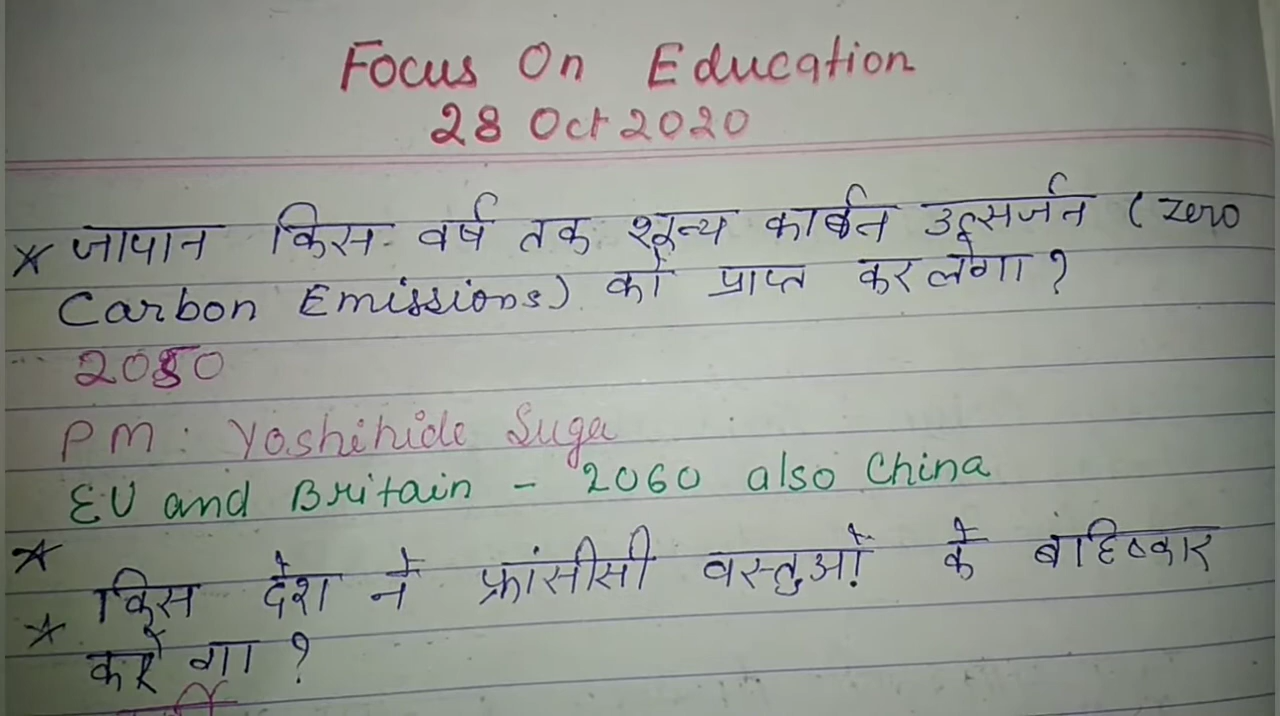 Focus On Education
28 Oct 2020
* जापान किस वर्ष तक शून्य कार्बन उत्सर्जन (zero
Carbon Emissions) को प्राप्त कर लेगा?
2050
PM: Yoshihide Suga
EU and Britain - 2060 also China
*
* किस देश ने फ्रांसीसी वस्तुओं के बाहिष्कार
करेगा?